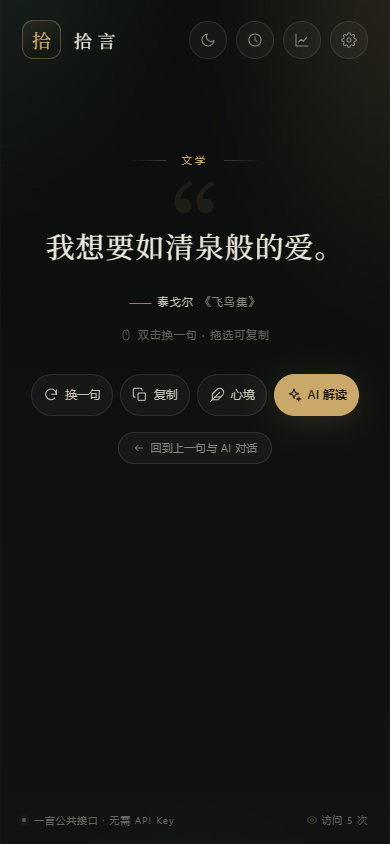 拾 拾言
文学
“
我想要如清泉般的爱。
—— 泰戈尔 《飞鸟集》
双击换一句 · 拖选可复制
换一句 复制 心境 AI 解读
← 回到上一句与 AI 对话
一言公共接口 · 无需 API Key 访问 5 次